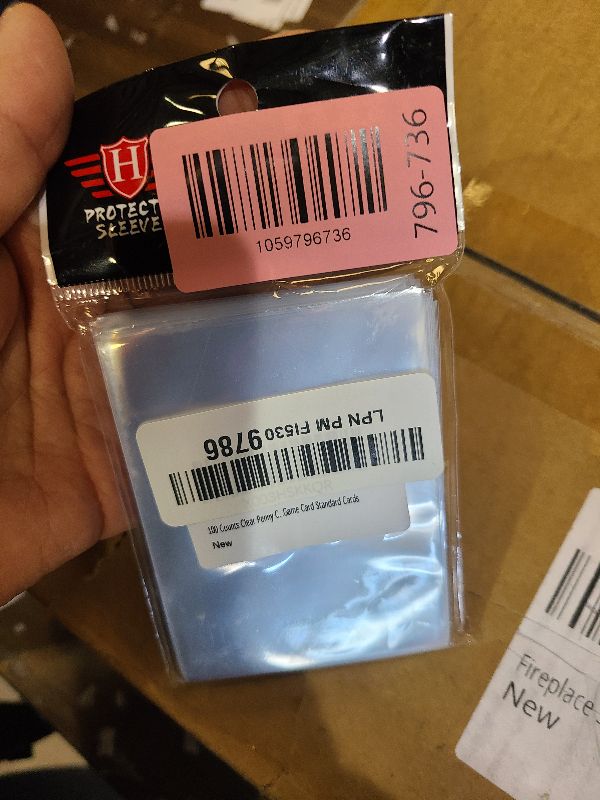 H
PROTECT
SLEEVE
1059796736
796-736
LPN PM FI530 9786
100 Counts Clear Penny C. Game Card Standard Cards
New
Fireplace
New